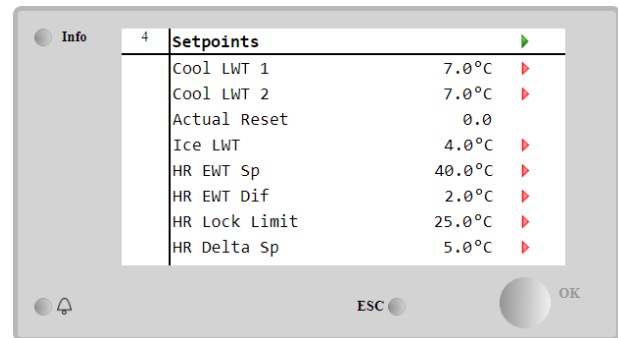 Info
4 Setpoints
Cool LWT 1 7.0°C
Cool LWT 2 7.0°C
Actual Reset 0.0
Ice LWT 4.0°C
HR EWT Sp 40.0°C
HR EWT Dif 2.0°C
HR Lock Limit 25.0°C
HR Delta Sp 5.0°C
ESC
OK